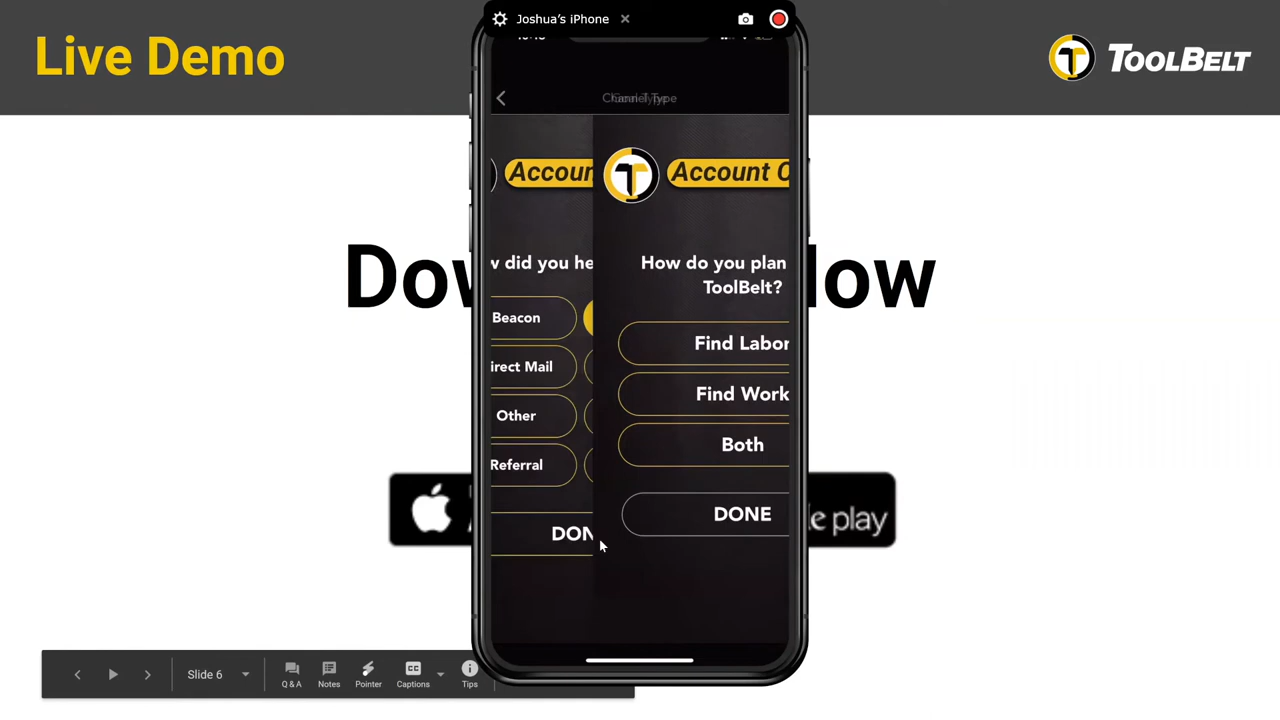 Joshua's iPhone
Live Demo
TOOLBELT
Accoun
Account C
v did you he
How do you plan
ToolBelt?
Dow
low
Beacon
Find Labor
irect Mail
Find Work
Other
Both
Referral
DONE
e play
DON
Slide 6
Q & A
Notes
Pointer
CC
Captions
Tips